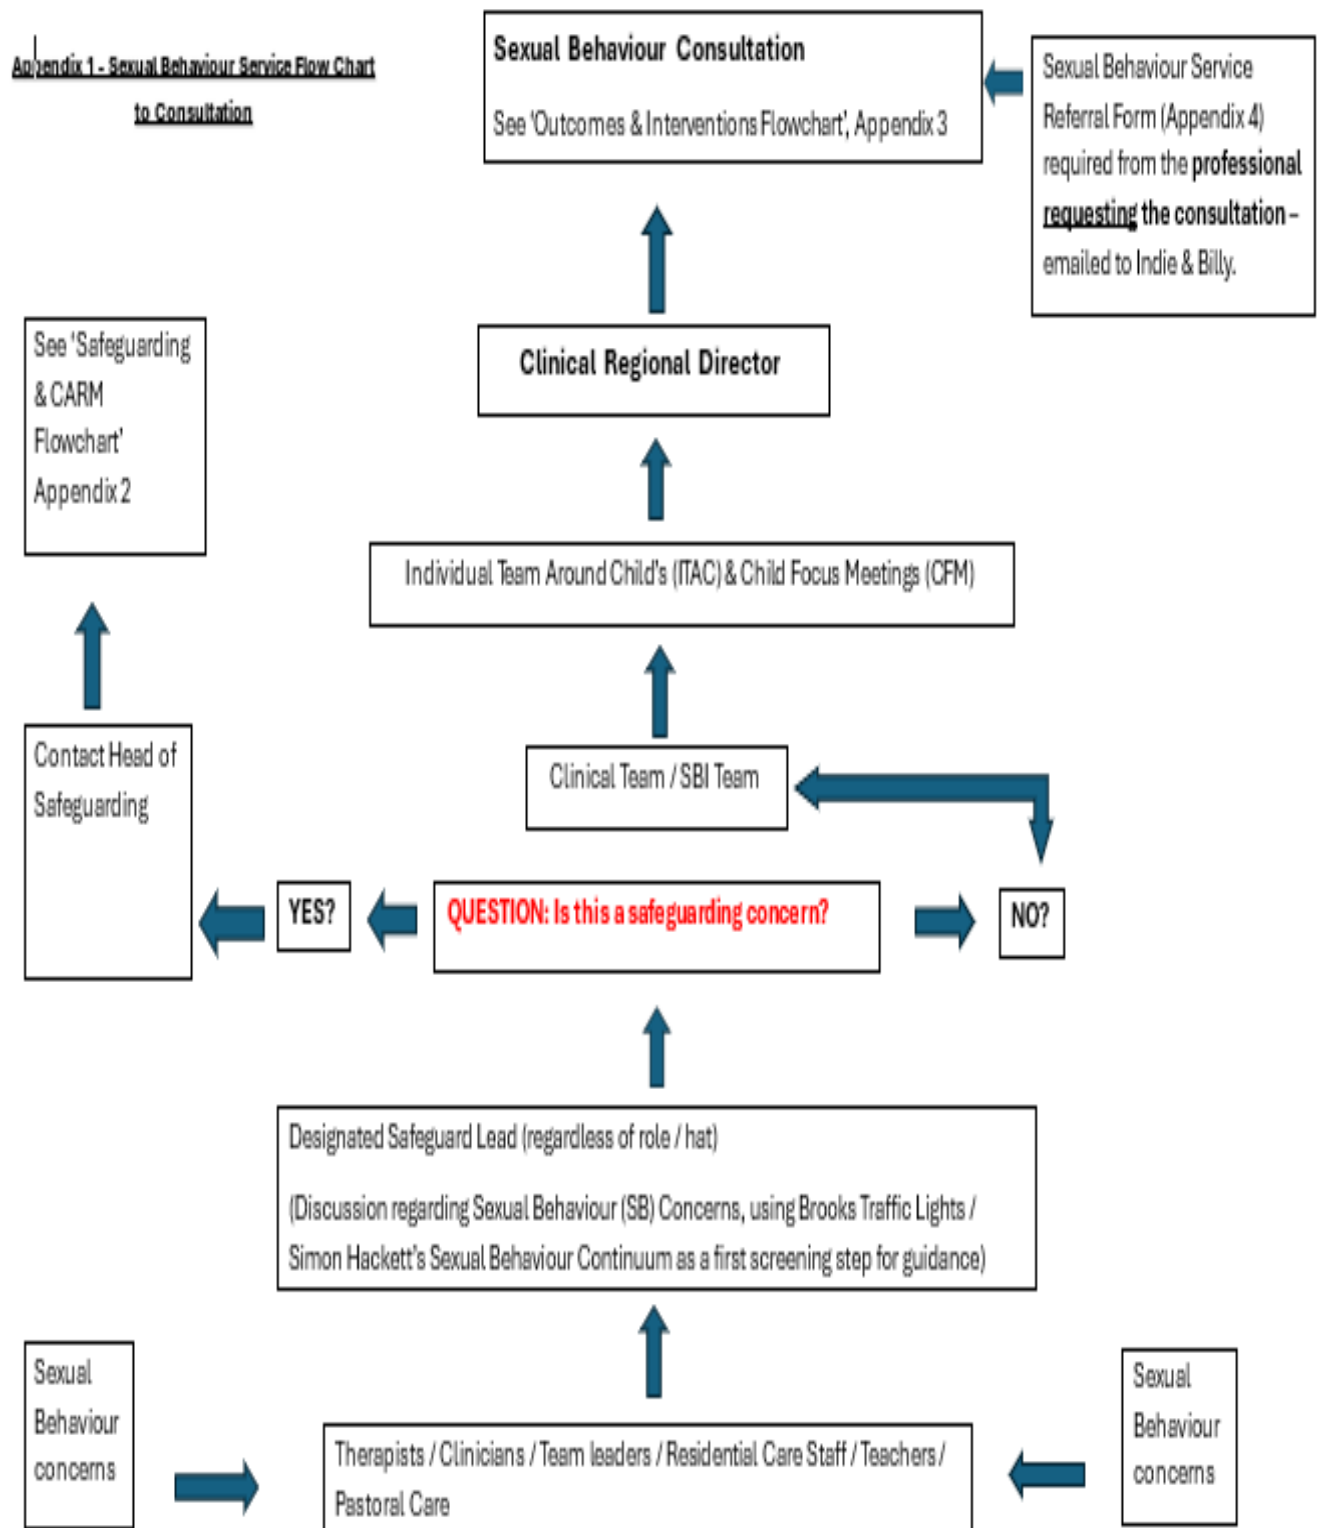 Appendix 1 - Sexual Behaviour Service Flow Chart
to Consultation
Sexual Behaviour Consultation
See 'Outcomes & Interventions Flowchart', Appendix 3
Sexual Behaviour Service
Referral Form (Appendix 4)
required from the professional
requesting the consultation –
emailed to Indie & Billy.
See 'Safeguarding
& CARM
Flowchart'
Appendix 2
Clinical Regional Director
Individual Team Around Child's (ITAC) & Child Focus Meetings (CFM)
Contact Head of
Safeguarding
Clinical Team / SBI Team
YES?
QUESTION: Is this a safeguarding concern?
NO?
Designated Safeguard Lead (regardless of role / hat)
(Discussion regarding Sexual Behaviour (SB) Concerns, using Brooks Traffic Lights /
Simon Hackett's Sexual Behaviour Continuum as a first screening step for guidance)
Sexual
Behaviour
concerns
Therapists / Clinicians / Team leaders / Residential Care Staff / Teachers /
Pastoral Care
Sexual
Behaviour
concerns